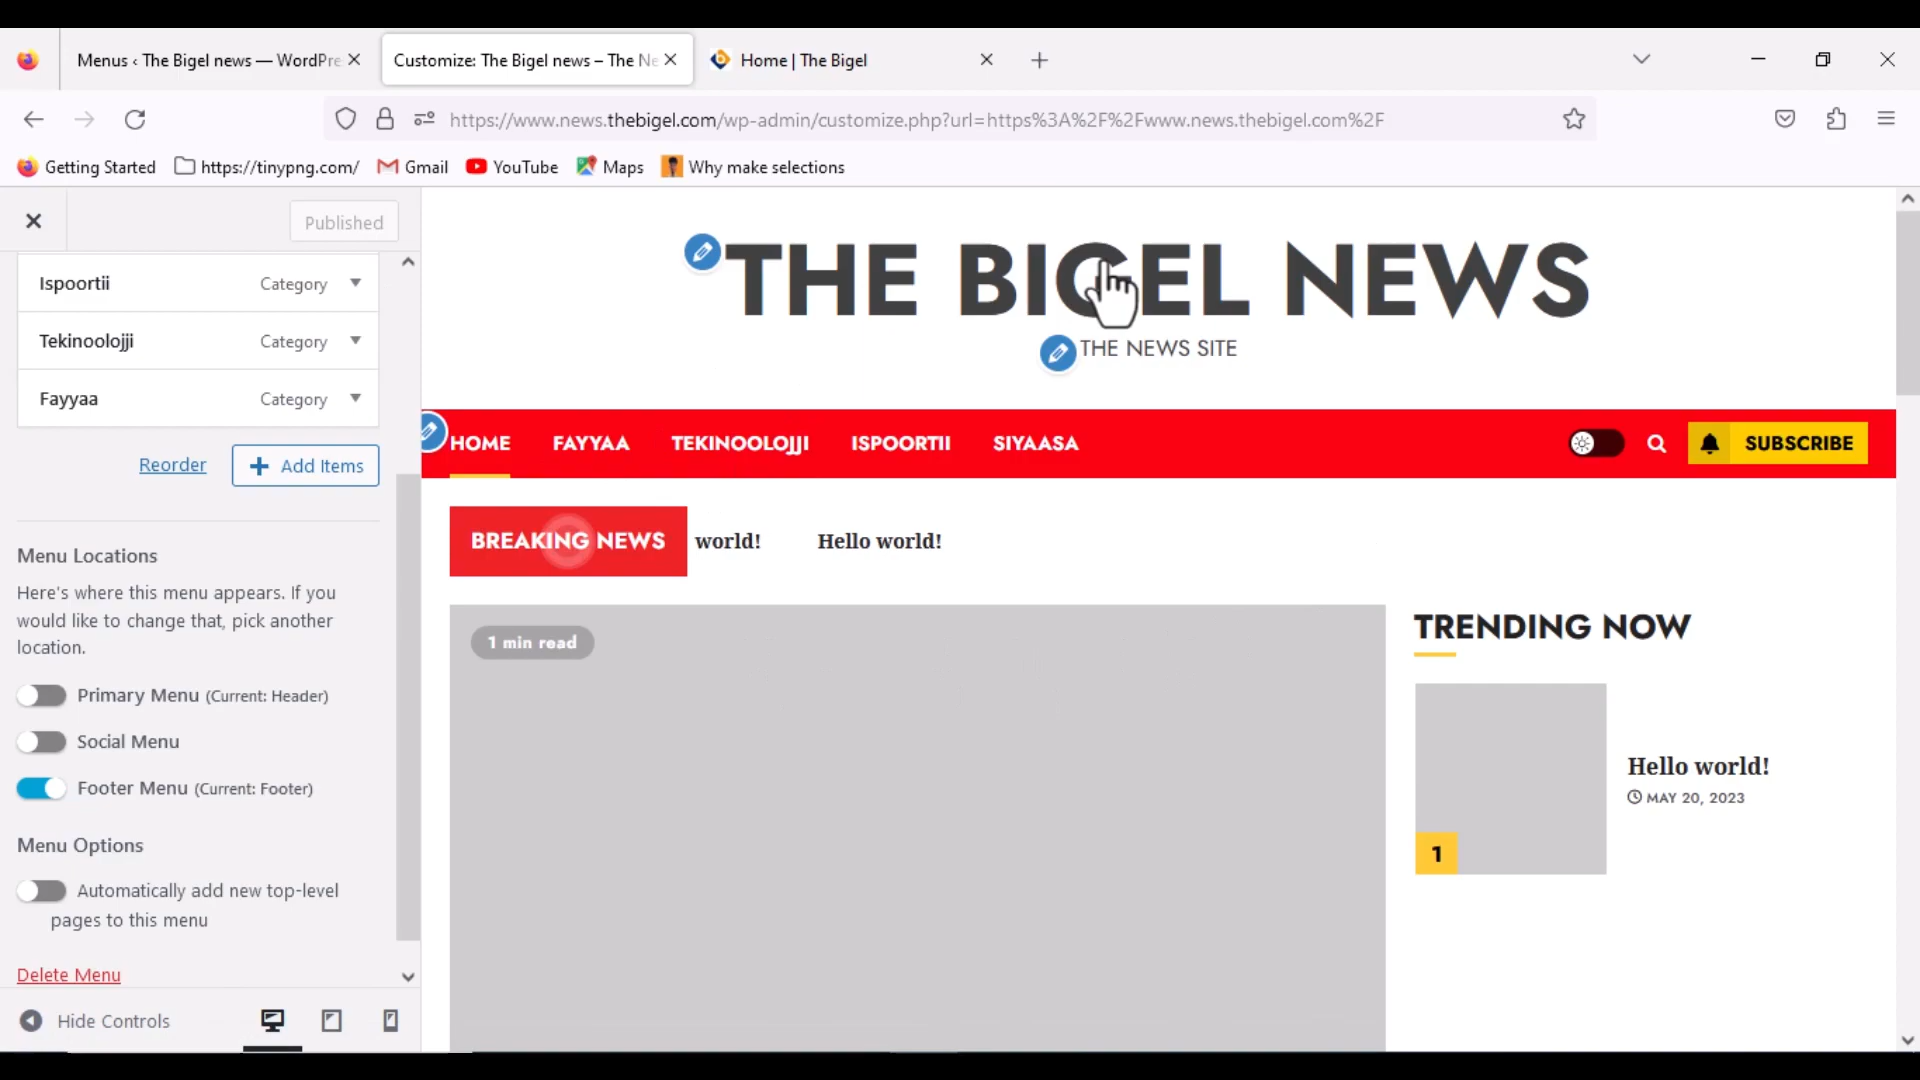 Menus ‹ The Bigel news — WordPre
Customize: The Bigel news – The Ne
Home | The Bigel
https://www.news.thebigel.com/wp-admin/customize.php?url=https%3A%2F%2Fwww.news.thebigel.com%2F
Getting Started
https://tinypng.com/
Gmail
YouTube
Maps
Why make selections
Published
Ispoortii Category
Tekinoolojji Category
Fayyaa Category
Reorder
Add Items
Menu Locations
Here's where this menu appears. If you
would like to change that, pick another
location.
Primary Menu (Current: Header)
Social Menu
Footer Menu (Current: Footer)
Menu Options
Automatically add new top-level
pages to this menu
Delete Menu
Hide Controls
THE BIGEL NEWS
THE NEWS SITE
HOME FAYYAA TEKINOOLOJJI ISPOORTII SIYAASA
SUBSCRIBE
BREAKING NEWS
world! Hello world!
1 min read
TRENDING NOW
1
Hello world!
MAY 20, 2023